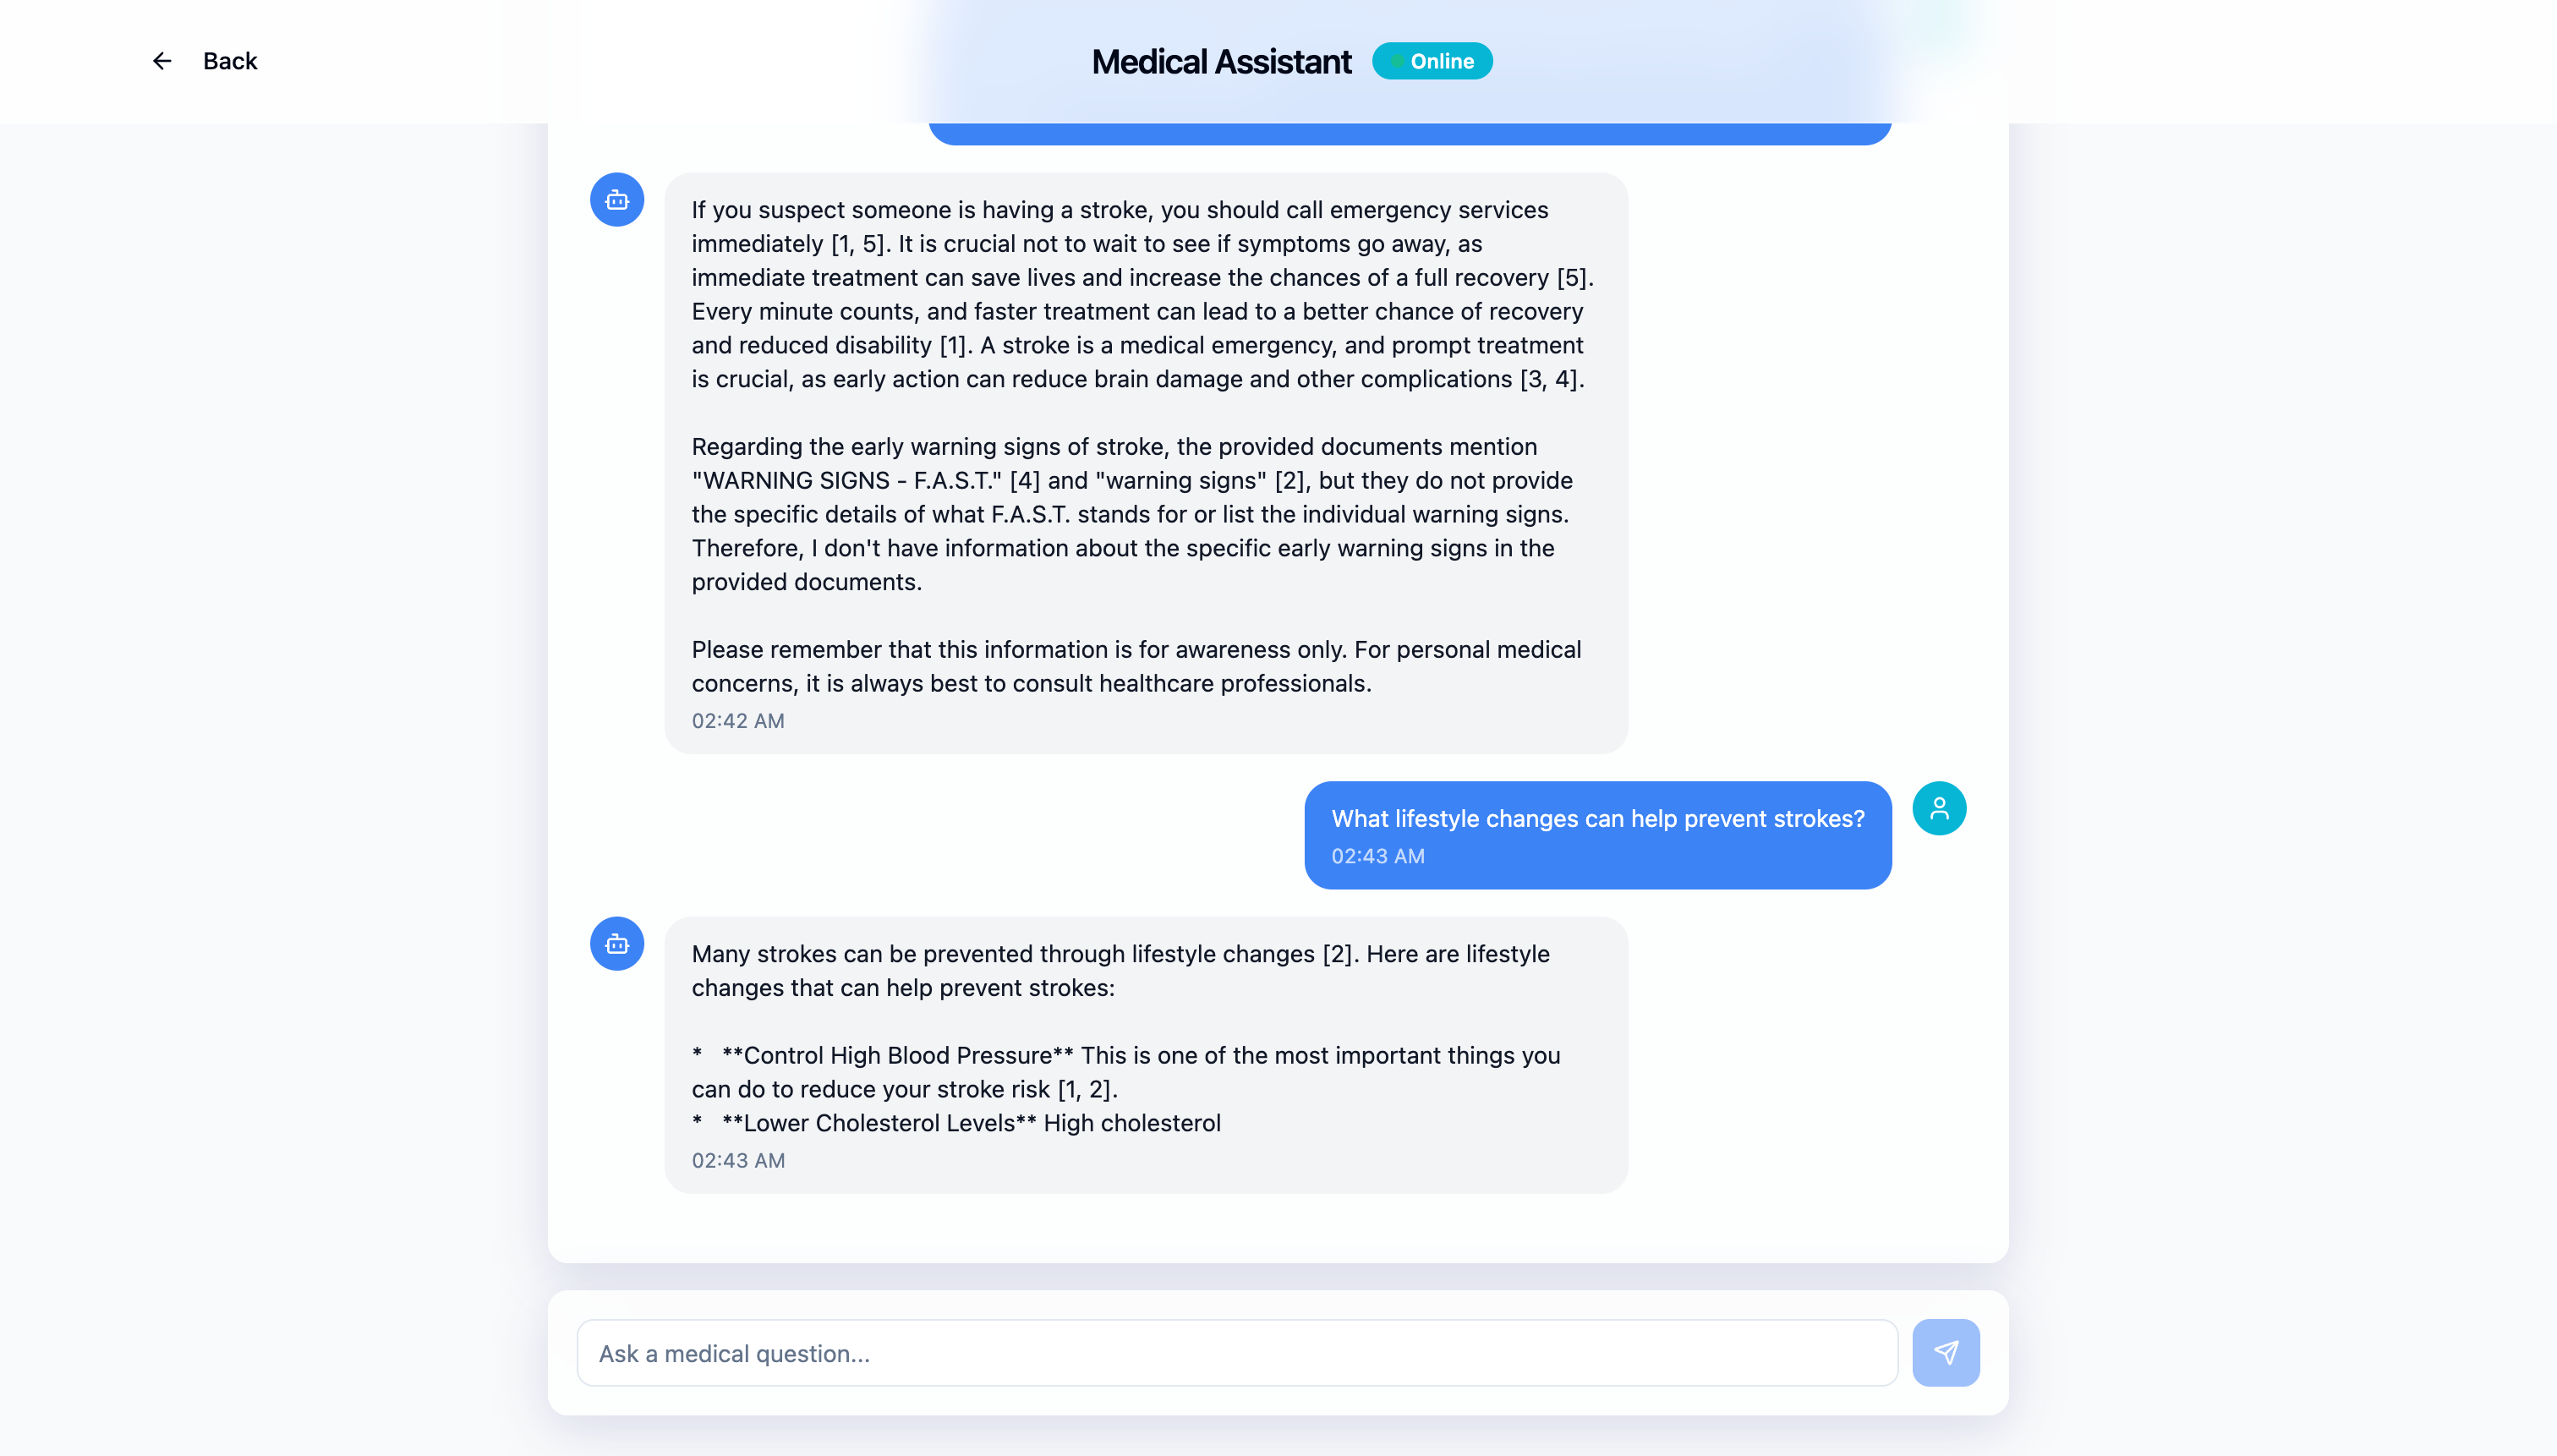 Back
Medical Assistant
Online
If you suspect someone is having a stroke, you should call emergency services
immediately [1, 5]. It is crucial not to wait to see if symptoms go away, as
immediate treatment can save lives and increase the chances of a full recovery [5].
Every minute counts, and faster treatment can lead to a better chance of recovery
and reduced disability [1]. A stroke is a medical emergency, and prompt treatment
is crucial, as early action can reduce brain damage and other complications [3, 4].
Regarding the early warning signs of stroke, the provided documents mention
"WARNING SIGNS - F.A.S.T." [4] and "warning signs" [2], but they do not provide
the specific details of what F.A.S.T. stands for or list the individual warning signs.
Therefore, I don't have information about the specific early warning signs in the
provided documents.
Please remember that this information is for awareness only. For personal medical
concerns, it is always best to consult healthcare professionals.
02:42 AM
What lifestyle changes can help prevent strokes?
02:43 AM
Many strokes can be prevented through lifestyle changes [2]. Here are lifestyle
changes that can help prevent strokes:
* **Control High Blood Pressure** This is one of the most important things you
can do to reduce your stroke risk [1, 2].
* **Lower Cholesterol Levels** High cholesterol
02:43 AM
Ask a medical question...